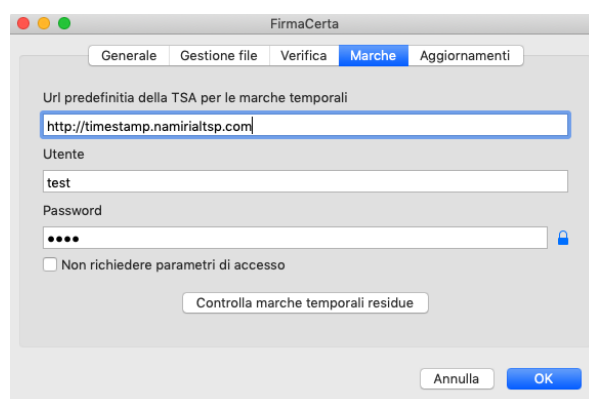 FirmaCerta
Generale Gestione file Verifica Marche Aggiornamenti
Url predefinitia della TSA per le marche temporali
http://timestamp.namirialtsp.com
Utente
test
Password
••••
Non richiedere parametri di accesso
Controlla marche temporali residue
Annulla OK